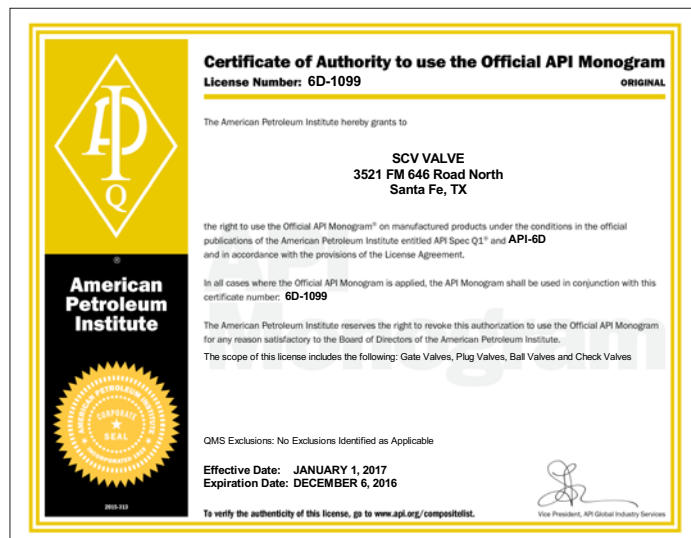 Certificate of Authority to use the Official API Monogram
License Number: 6D-1099
ORIGINAL
The American Petroleum Institute hereby grants to
SCV VALVE
3521 FM 646 Road North
Santa Fe, TX
the right to use the Official API Monogram® on manufactured products under the conditions in the official
publications of the American Petroleum Institute entitled API Spec Q1® and API-6D
and in accordance with the provisions of the License Agreement.
In all cases where the Official API Monogram is applied, the API Monogram shall be used in conjunction with this
certificate number: 6D-1099
The American Petroleum Institute reserves the right to revoke this authorization to use the Official API Monogram
for any reason satisfactory to the Board of Directors of the American Petroleum Institute.
The scope of this license includes the following: Gate Valves, Plug Valves, Ball Valves and Check Valves
QMS Exclusions: No Exclusions Identified as Applicable
Effective Date: JANUARY 1, 2017
Expiration Date: DECEMBER 6, 2016
To verify the authenticity of this license, go to www.api.org/compositelist.
Vice President, API Global Industry Services
API
Q
®
American
Petroleum
Institute
AMERICAN PETROLEUM INSTITUTE
CORPORATE
SEAL
INCORPORATED 1919
2015-313
API
Monogram